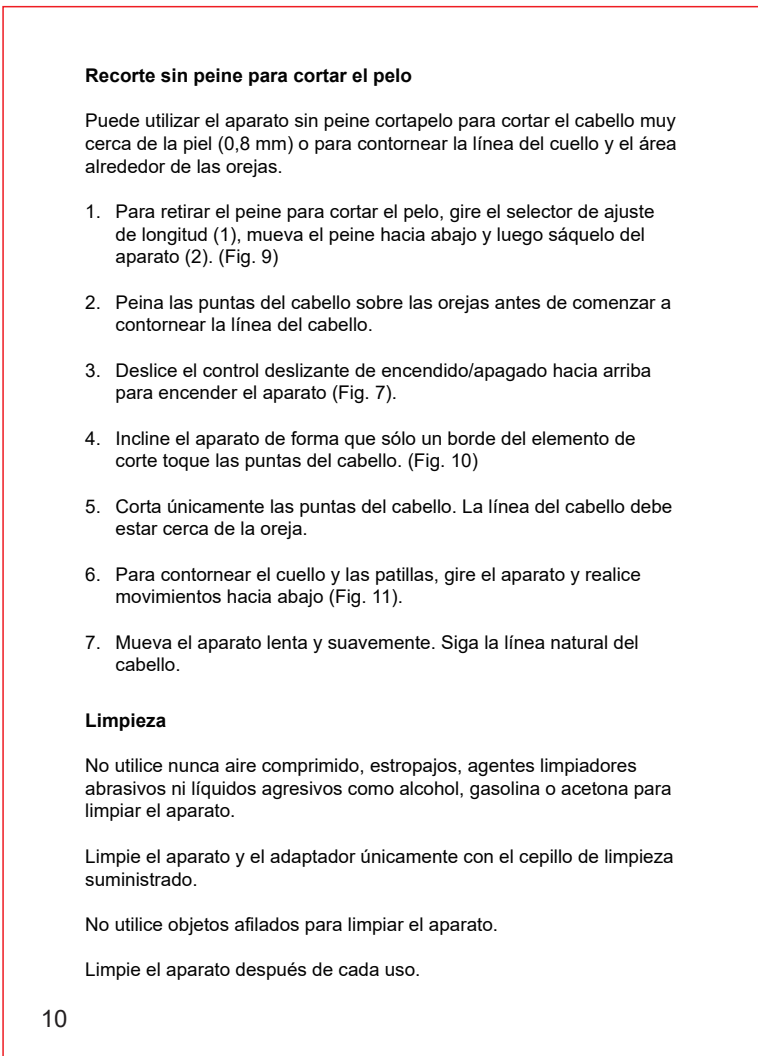 Recorte sin peine para cortar el pelo
Puede utilizar el aparato sin peine cortapelo para cortar el cabello muy
cerca de la piel (0,8 mm) o para contornear la línea del cuello y el área
alrededor de las orejas.
1. Para retirar el peine para cortar el pelo, gire el selector de ajuste
de longitud (1), mueva el peine hacia abajo y luego sáquelo del
aparato (2). (Fig. 9)
2. Peina las puntas del cabello sobre las orejas antes de comenzar a
contornear la línea del cabello.
3. Deslice el control deslizante de encendido/apagado hacia arriba
para encender el aparato (Fig. 7).
4. Incline el aparato de forma que sólo un borde del elemento de
corte toque las puntas del cabello. (Fig. 10)
5. Corta únicamente las puntas del cabello. La línea del cabello debe
estar cerca de la oreja.
6. Para contornear el cuello y las patillas, gire el aparato y realice
movimientos hacia abajo (Fig. 11).
7. Mueva el aparato lenta y suavemente. Siga la línea natural del
cabello.
Limpieza
No utilice nunca aire comprimido, estropajos, agentes limpiadores
abrasivos ni líquidos agresivos como alcohol, gasolina o acetona para
limpiar el aparato.
Limpie el aparato y el adaptador únicamente con el cepillo de limpieza
suministrado.
No utilice objetos afilados para limpiar el aparato.
Limpie el aparato después de cada uso.
10